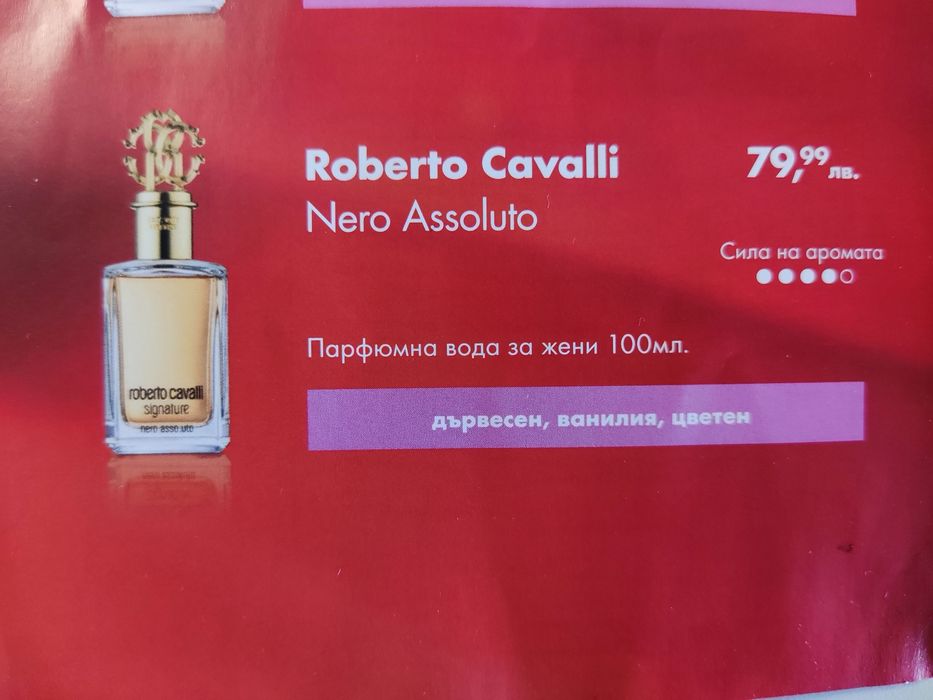 Roberto Cavalli
Nero Assoluto
79,99 лв.
Сила на аромата
Парфюмна вода за жени 100мл.
дървесен, ванилия, цветен
roberto cavalli
signature
nero assoluto